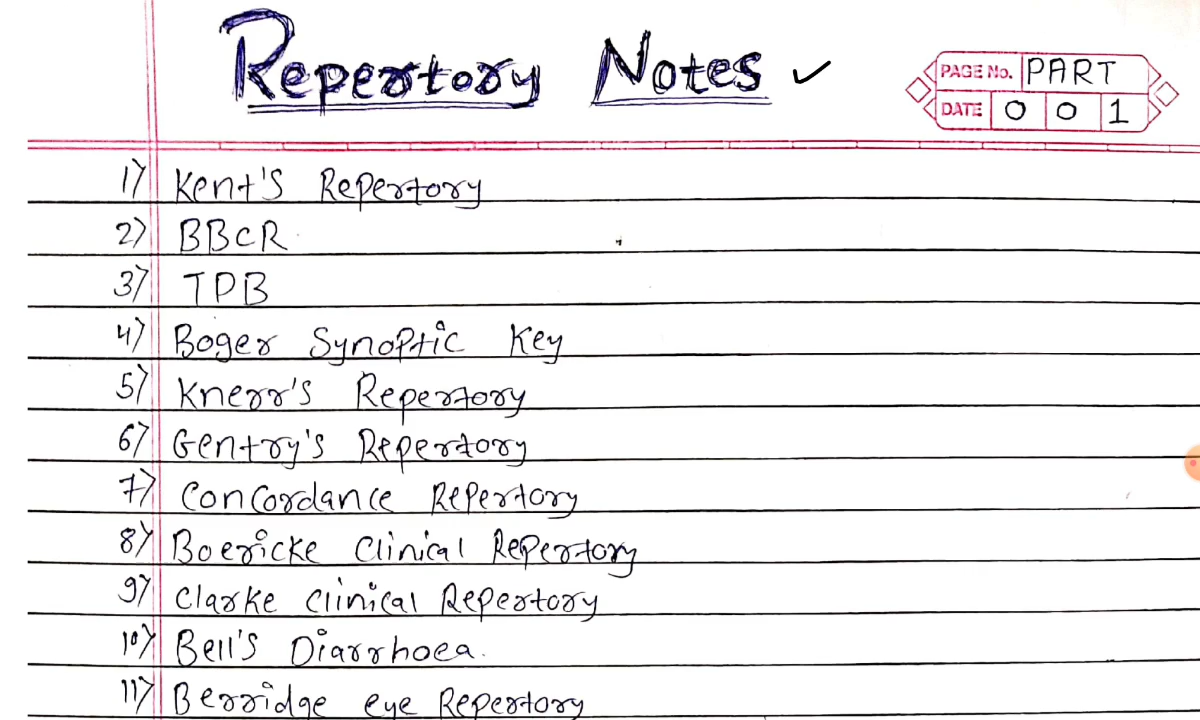 Repertory Notes ✓
PAGE No. PART
DATE 0 0 1
1) Kent's Repertory
2) BBCR
3) TPB
4) Boger Synoptic Key
5) Knerr's Repertory
6) Gentry's Repertory
7) Concordance Repertory
8) Boericke Clinical Repertory
9) Clarke Clinical Repertory
10) Bell's Diarrhoea.
11) Berridge eye Repertory